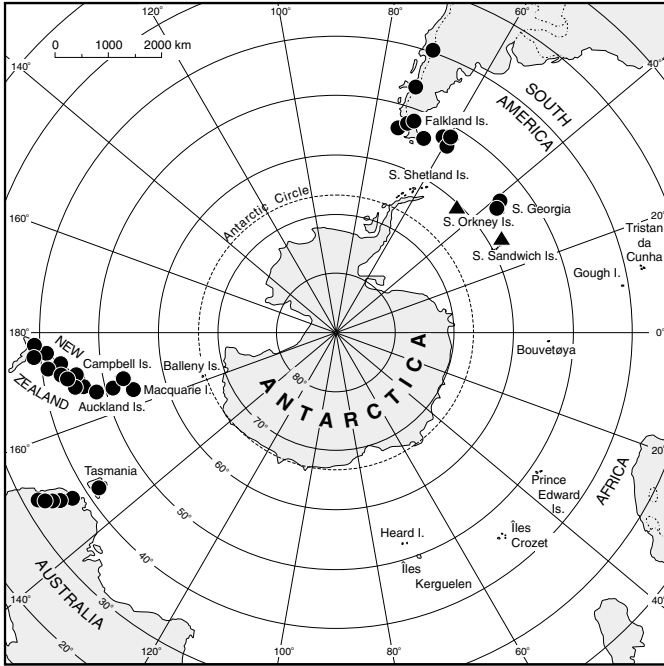 120°
100°
80°
60°
0 1000 2000 km
140°
40°
SOUTH
AMERICA
Falkland Is.
S. Shetland Is.
Antarctic Circle
160°
20°
S. Georgia
S. Orkney Is.
Tristan
da
Cunha
S. Sandwich Is.
Gough I.
180°
0°
NEW
ZEALAND
Campbell Is.
Balleny Is.
Macquarie I.
Auckland Is.
Bouvetøya
ANTARCTICA
80°
70°
60°
50°
40°
30°
20°
160°
20°
Tasmania
AFRICA
Prince
Edward
Is.
Heard I.
Îles
Crozet
Îles
Kerguelen
AUSTRALIA
140°
40°
120°
100°
80°
60°